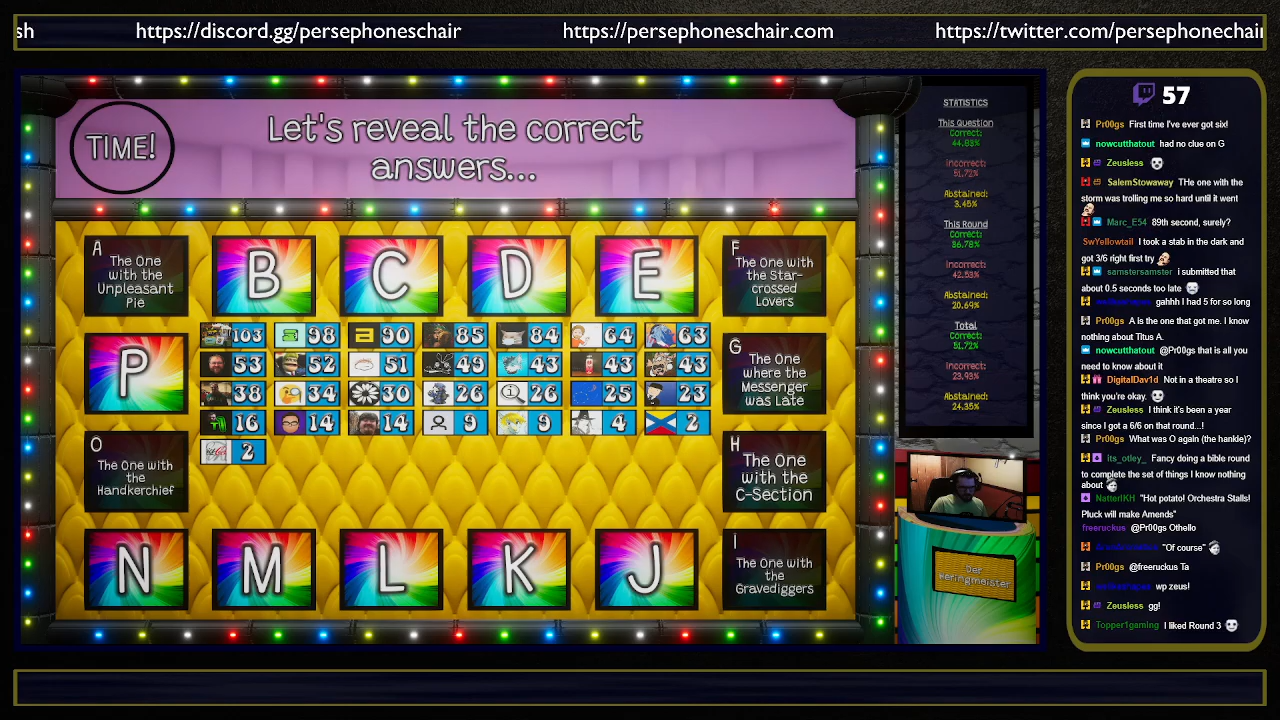 sh https://discord.gg/persephoneschair https://persephoneschair.com https://twitter.com/persephonechair
TIME!
Let's reveal the correct
answers...
A
The One
with the
Unpleasant
Pie
B
C
D
E
F
The One with
the Star-
crossed
Lovers
P
103 98 90 85 84 64 63
53 52 51 49 43 43 43
38 34 30 26 26 25 23
16 14 14 9 9 4 2
2
G
The One
where the
Messenger
was Late
O
The One with
the
Handkerchief
H
The One
with the
C-Section
N
M
L
K
J
I
The One with
the
Gravediggers
STATISTICS
This Question
Correct:
44.83%
Incorrect:
51.72%
Abstained:
3.45%
This Round
Correct:
36.78%
Incorrect:
42.53%
Abstained:
20.69%
Total
Correct:
51.72%
Incorrect:
23.93%
Abstained:
24.35%
Der
Heringmeister
57
Pr00gs First time I've ever got six!
nowcutthatout had no clue on G
Zeusless
SalemStowaway THe one with the
storm was trolling me so hard until it went
Marc_E54 89th second, surely?
SwYellowtail I took a stab in the dark and
got 3/6 right first try
samstersamster i submitted that
about 0.5 seconds too late
gahhh I had 5 for so long
Pr00gs A is the one that got me. I know
nothing about Titus A.
nowcutthatout @Pr00gs that is all you
need to know about it
DigitalDav1d Not in a theatre so I
think you're okay.
Zeusless I think it's been a year
since I got a 6/6 on that round...!
Pr00gs What was O again (the hankie)?
its_otley_ Fancy doing a bible round
to complete the set of things I know nothing
about
NatterIKH "Hot potato! Orchestra Stalls!
Pluck will make Amends"
freeruckus @Pr00gs Othello
"Of course"
Pr00gs @freeruckus Ta
wp zeus!
Zeusless gg!
Topper1gaming I liked Round 3